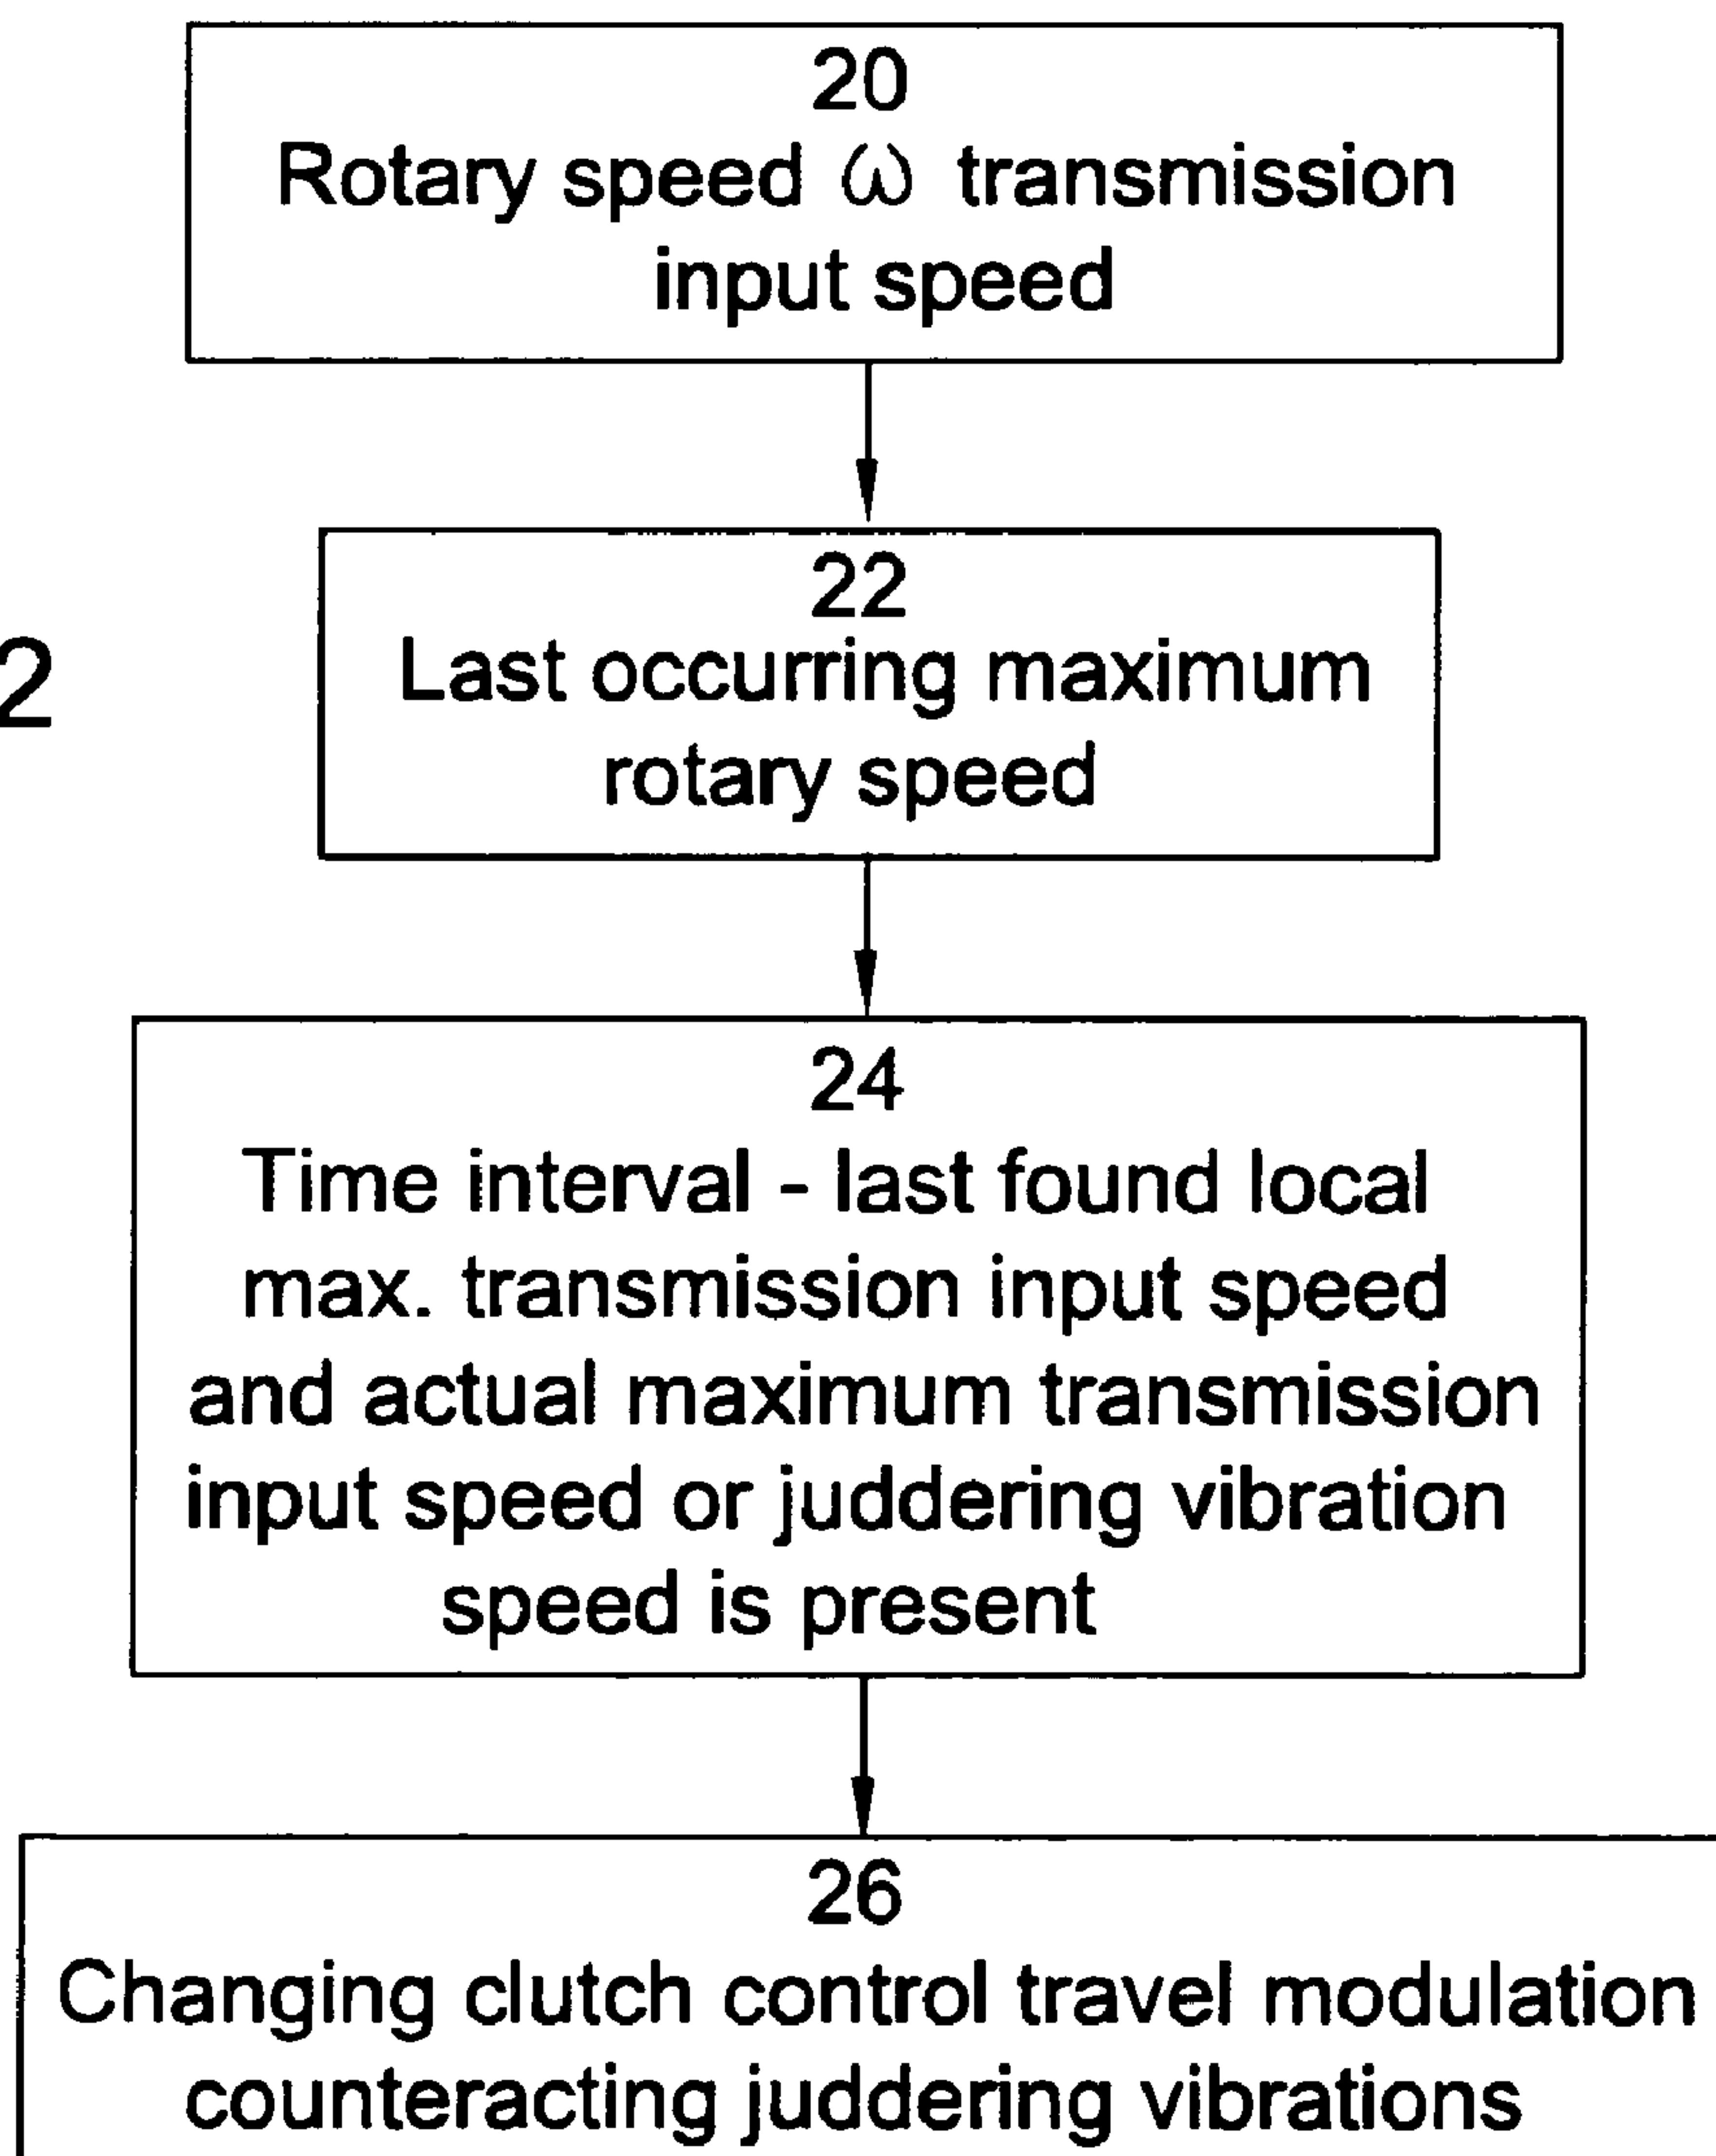 20
Rotary speed ω transmission
input speed
22
Last occurring maximum
rotary speed
2
24
Time interval - last found local
max. transmission input speed
and actual maximum transmission
input speed or juddering vibration
speed is present
26
Changing clutch control travel modulation
counteracting juddering vibrations